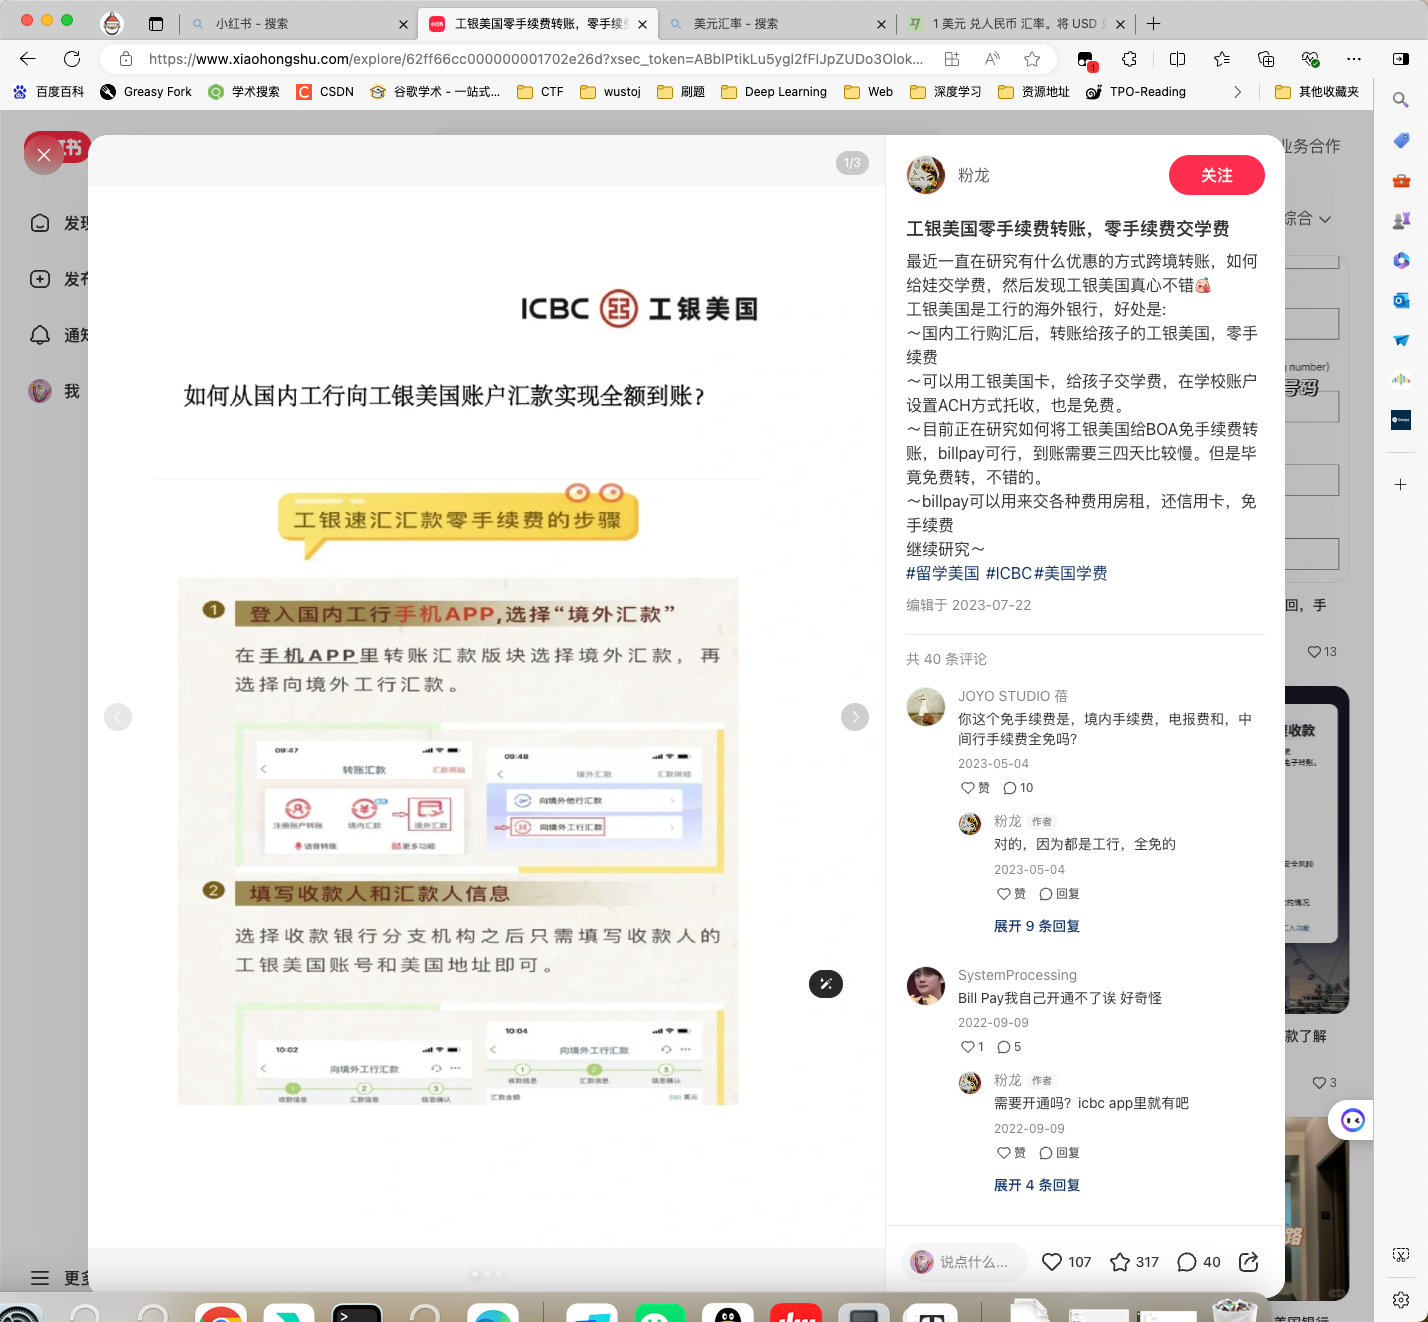 小红书 - 搜索
工银美国零手续费转账，零手续
美元汇率 - 搜索
1 美元 兑人民币 汇率。将 USD
https://www.xiaohongshu.com/explore/62ff66cc000000001702e26d?xsec_token=ABblPtikLu5ygI2fFlJpZUDo3Olok...
1
百度百科
Greasy Fork
学术搜索
CSDN
谷歌学术 - 一站式...
CTF
wustoj
刷题
Deep Learning
Web
深度学习
资源地址
TPO-Reading
其他收藏夹
业务合作
综合
发现
发布
通知
我
更多
1/3
ICBC 工银美国
如何从国内工行向工银美国账户汇款实现全额到账?
工银速汇汇款零手续费的步骤
1 登入国内工行手机APP,选择“境外汇款”
在手机APP里转账汇款版块选择境外汇款，再
选择向境外工行汇款。
09:47
转账汇款
汇款明细
注册账户转账
境内汇款
境外汇款
语音转账
更多功能
09:48
境外汇款
汇款明细
向境外他行汇款
向境外工行汇款
2 填写收款人和汇款人信息
选择收款银行分支机构之后只需填写收款人的
工银美国账号和美国地址即可。
10:02
向境外工行汇款
1 2 3
收款信息 汇款信息 信息确认
10:04
向境外工行汇款
1 2 3
收款信息 汇款信息 信息确认
汇款金额
美元
粉龙
关注
工银美国零手续费转账，零手续费交学费
最近一直在研究有什么优惠的方式跨境转账，如何
给娃交学费，然后发现工银美国真心不错
工银美国是工行的海外银行，好处是:
～国内工行购汇后，转账给孩子的工银美国，零手
续费
～可以用工银美国卡，给孩子交学费，在学校账户
设置ACH方式托收，也是免费。
～目前正在研究如何将工银美国给BOA免手续费转
账，billpay可行，到账需要三四天比较慢。但是毕
竟免费转，不错的。
～billpay可以用来交各种费用房租，还信用卡，免
手续费
继续研究～
#留学美国 #ICBC#美国学费
编辑于 2023-07-22
共 40 条评论
JOYO STUDIO 蓓
你这个免手续费是，境内手续费，电报费和，中
间行手续费全免吗?
2023-05-04
赞 10
粉龙 作者
对的，因为都是工行，全免的
2023-05-04
赞 回复
展开 9 条回复
SystemProcessing
Bill Pay我自己开通不了诶 好奇怪
2022-09-09
1 5
粉龙 作者
需要开通吗? icbc app里就有吧
2022-09-09
赞 回复
展开 4 条回复
说点什么...
107
317
40
number)
写码
回，手
13
收款
安全风险
的情况
汇入功能
款了解
3
路
美国银行